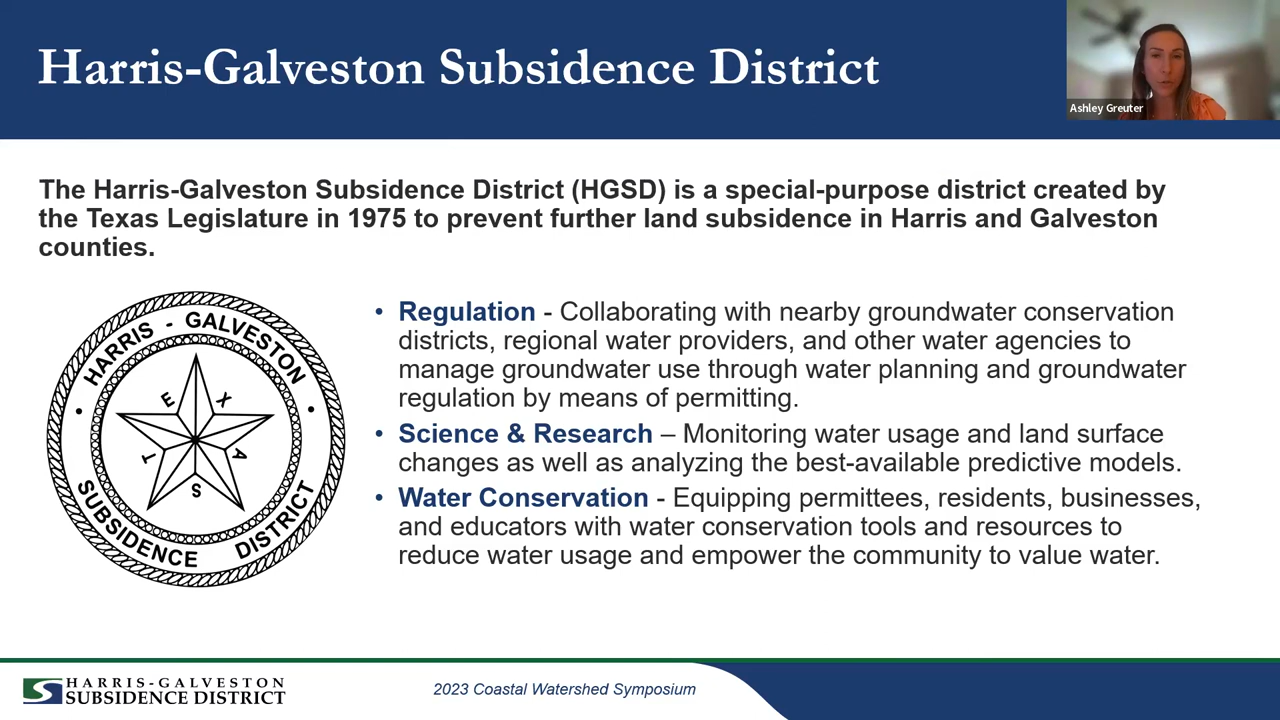 Harris-Galveston Subsidence District
Ashley Greuter
The Harris-Galveston Subsidence District (HGSD) is a special-purpose district created by
the Texas Legislature in 1975 to prevent further land subsidence in Harris and Galveston
counties.
HARRIS - GALVESTON
SUBSIDENCE DISTRICT
TEXAS
• Regulation - Collaborating with nearby groundwater conservation
districts, regional water providers, and other water agencies to
manage groundwater use through water planning and groundwater
regulation by means of permitting.
• Science & Research – Monitoring water usage and land surface
changes as well as analyzing the best-available predictive models.
• Water Conservation - Equipping permittees, residents, businesses,
and educators with water conservation tools and resources to
reduce water usage and empower the community to value water.
HARRIS-GALVESTON
SUBSIDENCE DISTRICT
2023 Coastal Watershed Symposium